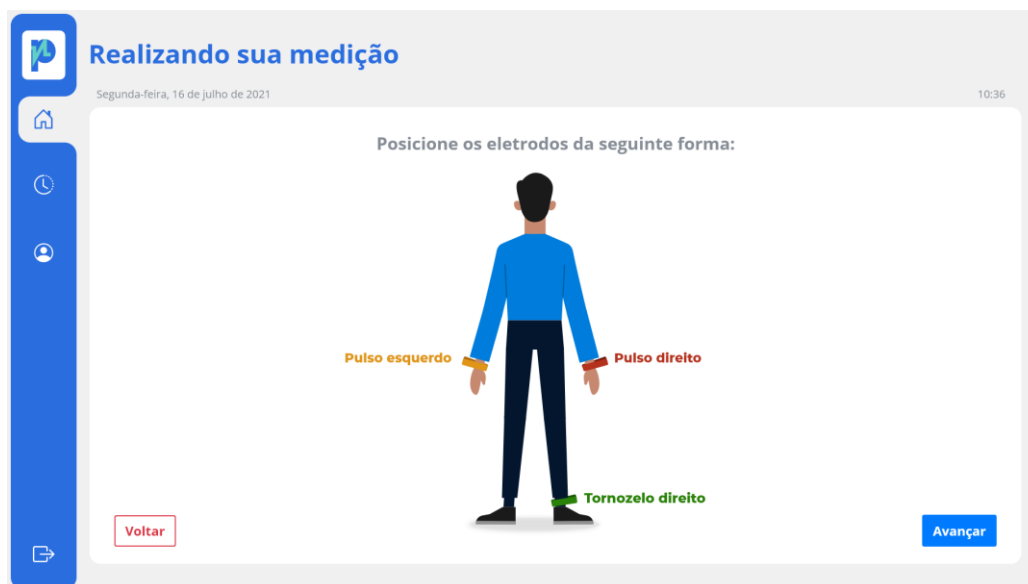 Realizando sua medição
Segunda-feira, 16 de julho de 2021
10:36
Posicione os eletrodos da seguinte forma:
Pulso esquerdo
Pulso direito
Tornozelo direito
Voltar
Avançar